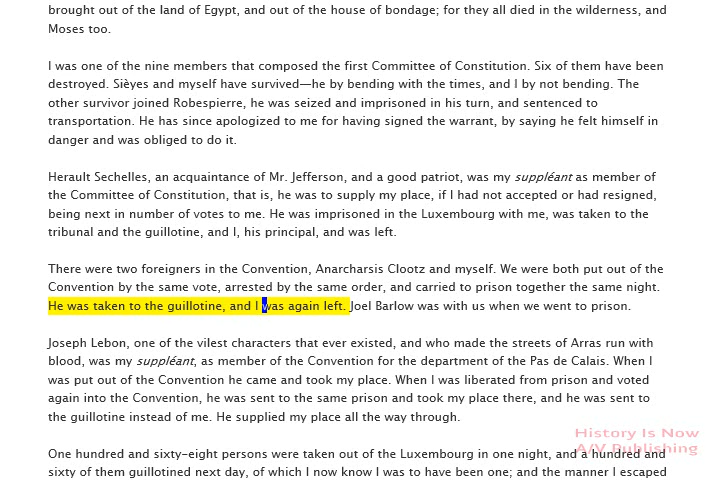 brought out of the land of Egypt, and out of the house of bondage; for they all died in the wilderness, and
Moses too.
I was one of the nine members that composed the first Committee of Constitution. Six of them have been
destroyed. Sièyes and myself have survived—he by bending with the times, and I by not bending. The
other survivor joined Robespierre, he was seized and imprisoned in his turn, and sentenced to
transportation. He has since apologized to me for having signed the warrant, by saying he felt himself in
danger and was obliged to do it.
Herault Sechelles, an acquaintance of Mr. Jefferson, and a good patriot, was my suppléant as member of
the Committee of Constitution, that is, he was to supply my place, if I had not accepted or had resigned,
being next in number of votes to me. He was imprisoned in the Luxembourg with me, was taken to the
tribunal and the guillotine, and I, his principal, and was left.
There were two foreigners in the Convention, Anarcharsis Clootz and myself. We were both put out of the
Convention by the same vote, arrested by the same order, and carried to prison together the same night.
He was taken to the guillotine, and I was again left. Joel Barlow was with us when we went to prison.
Joseph Lebon, one of the vilest characters that ever existed, and who made the streets of Arras run with
blood, was my suppléant, as member of the Convention for the department of the Pas de Calais. When I
was put out of the Convention he came and took my place. When I was liberated from prison and voted
again into the Convention, he was sent to the same prison and took my place there, and he was sent to
the guillotine instead of me. He supplied my place all the way through.
History Is Now
A/V Publishing
One hundred and sixty-eight persons were taken out of the Luxembourg in one night, and a hundred and
sixty of them guillotined next day, of which I now know I was to have been one; and the manner I escaped